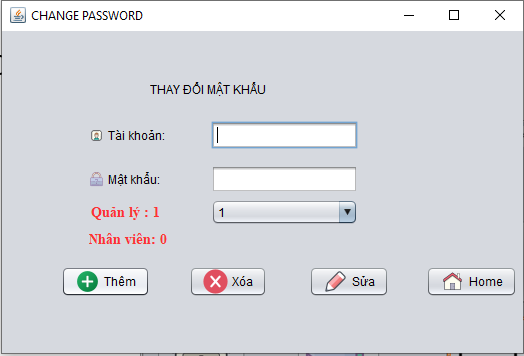 CHANGE PASSWORD
THAY ĐỔI MẬT KHẨU
Tài khoản:
Mật khẩu:
Quản lý : 1
1
Nhân viên: 0
Thêm
Xóa
Sửa
Home